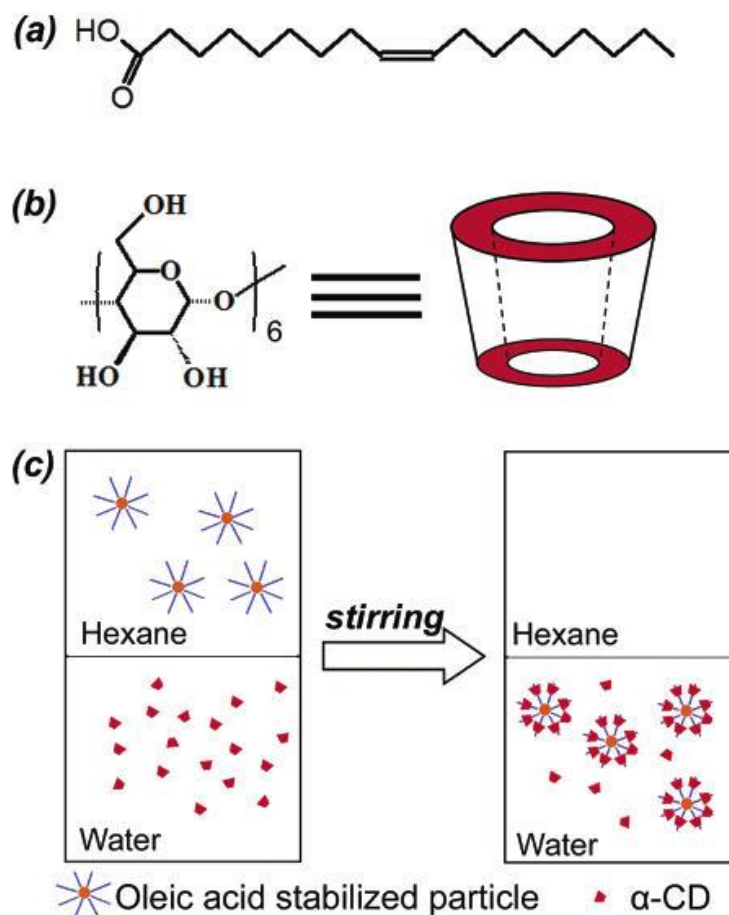 (a)
HO
O
(b)
OH
O
O
6
HO
OH
(c)
Hexane
stirring
Hexane
Water
Water
Oleic acid stabilized particle
α-CD